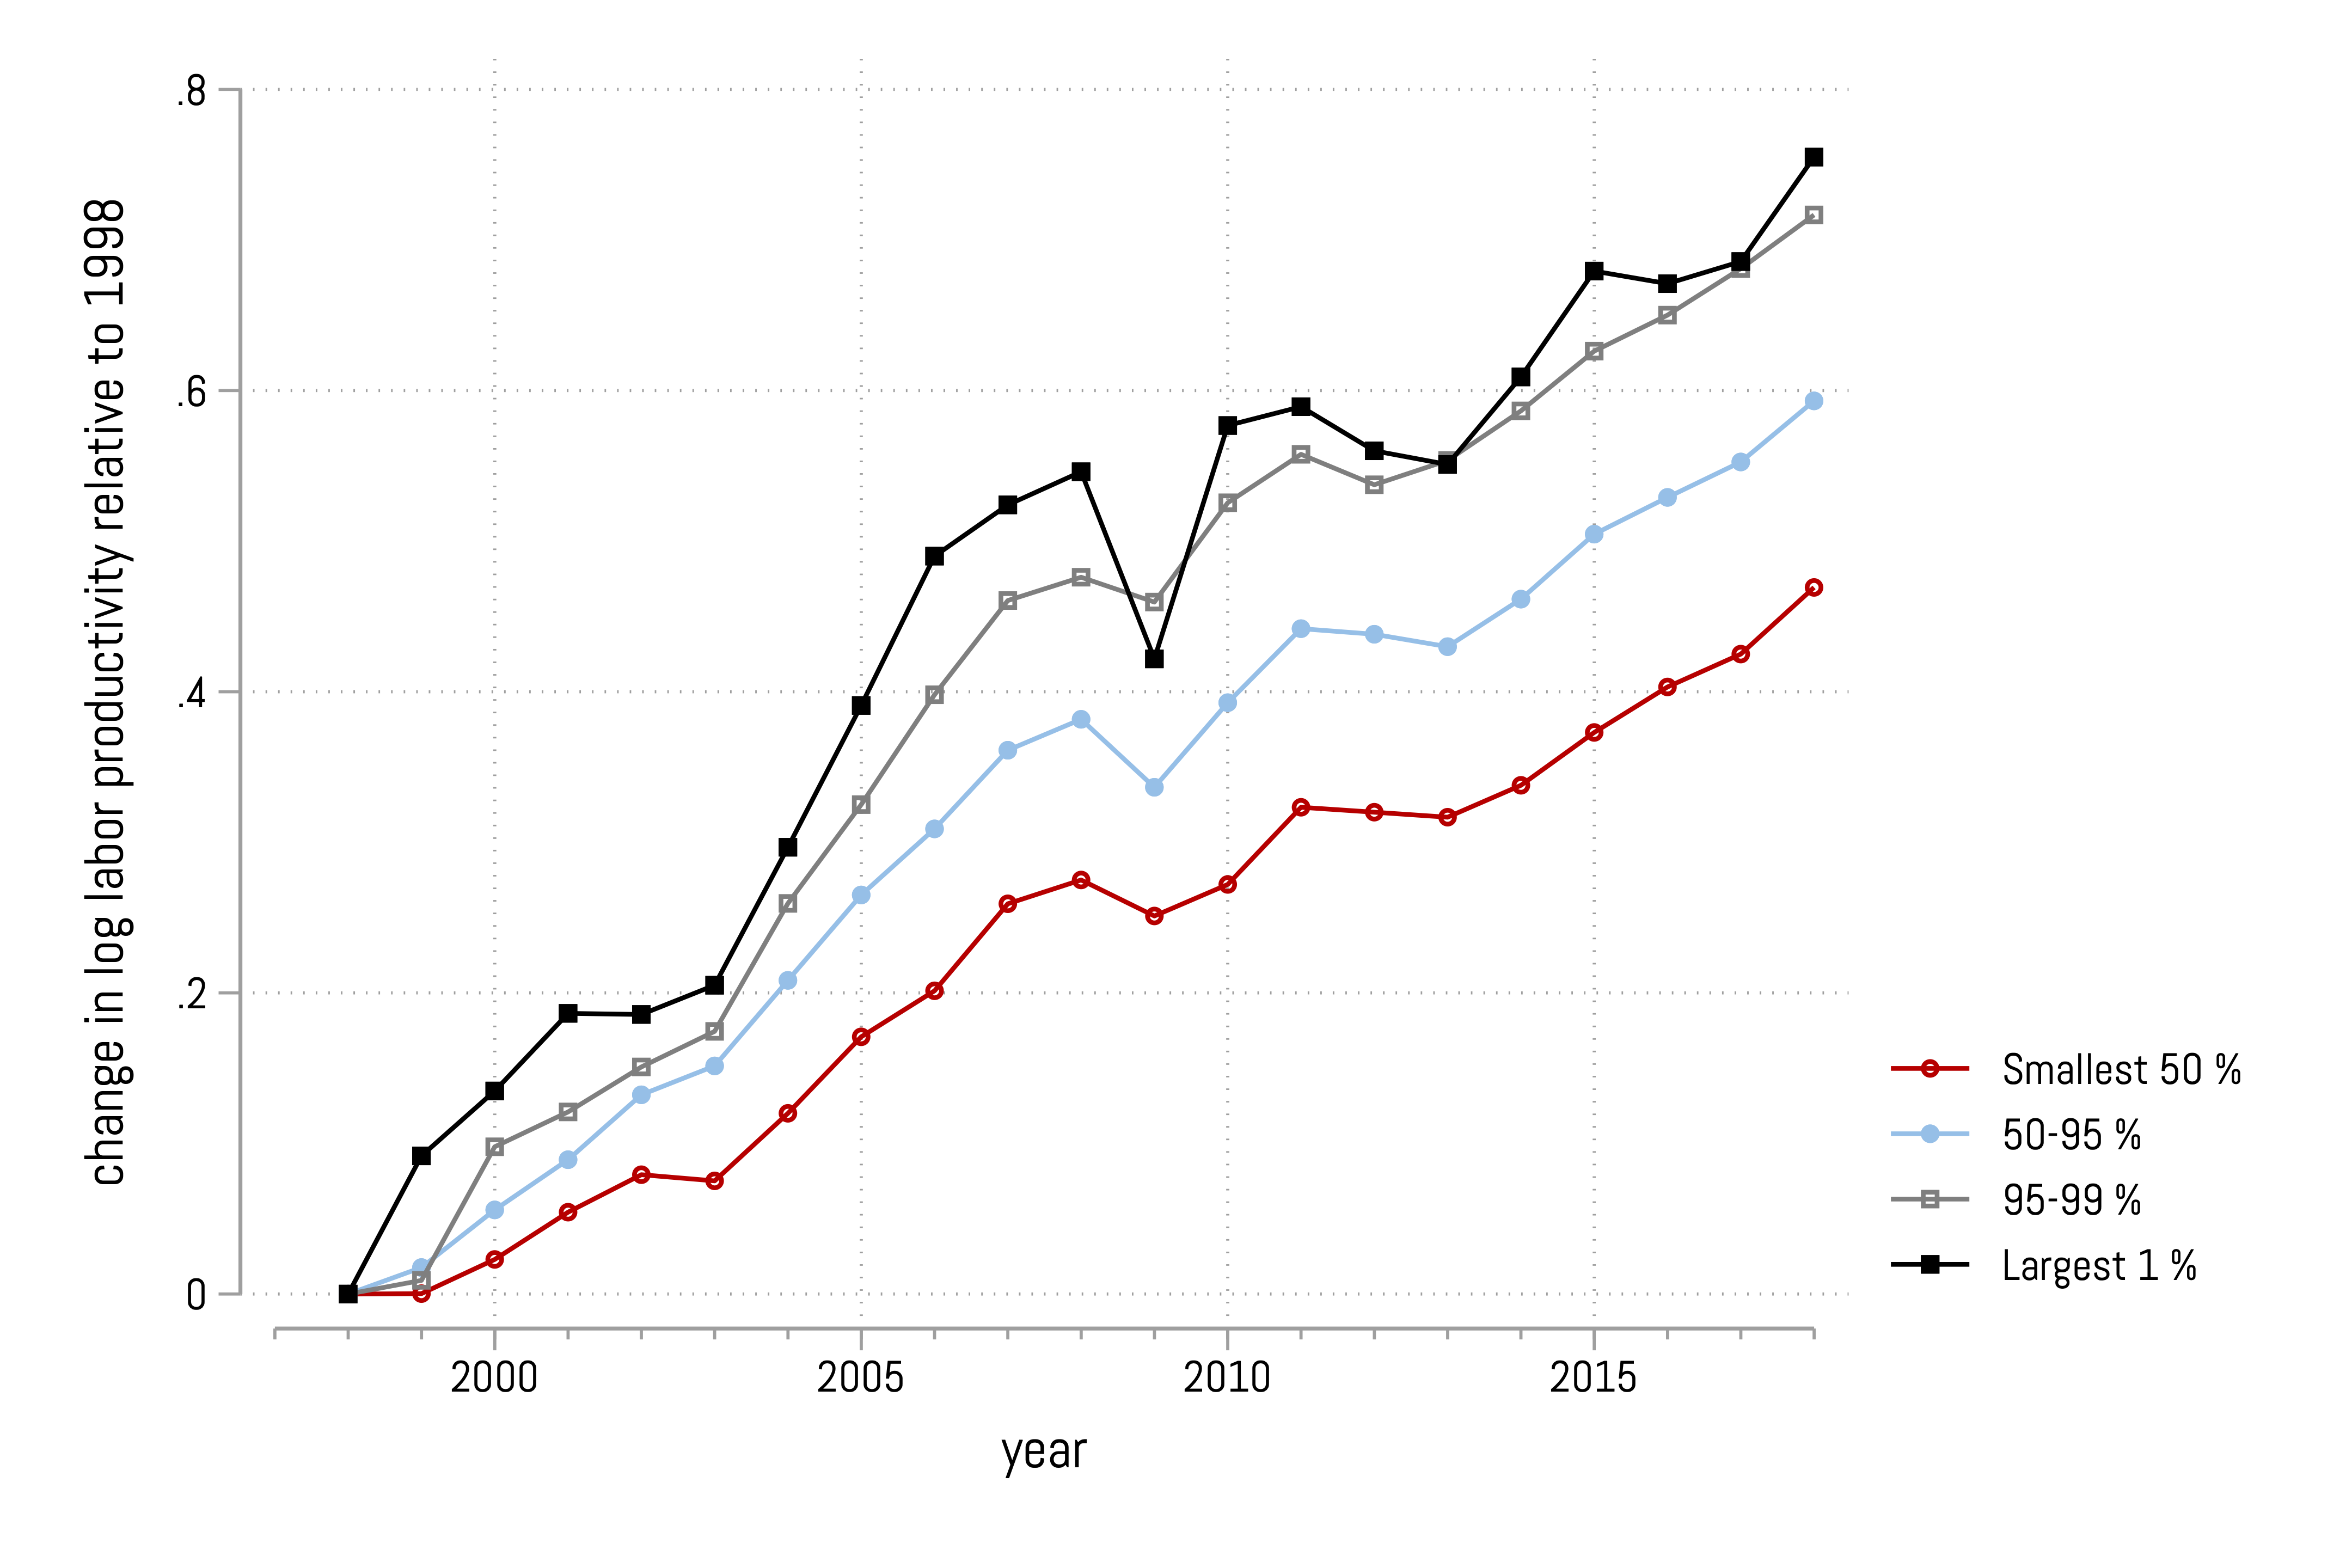 change in log labor productivity relative to 1998
.8
.6
.4
.2
0
2000 2005 2010 2015
year
Smallest 50 %
50-95 %
95-99 %
Largest 1 %